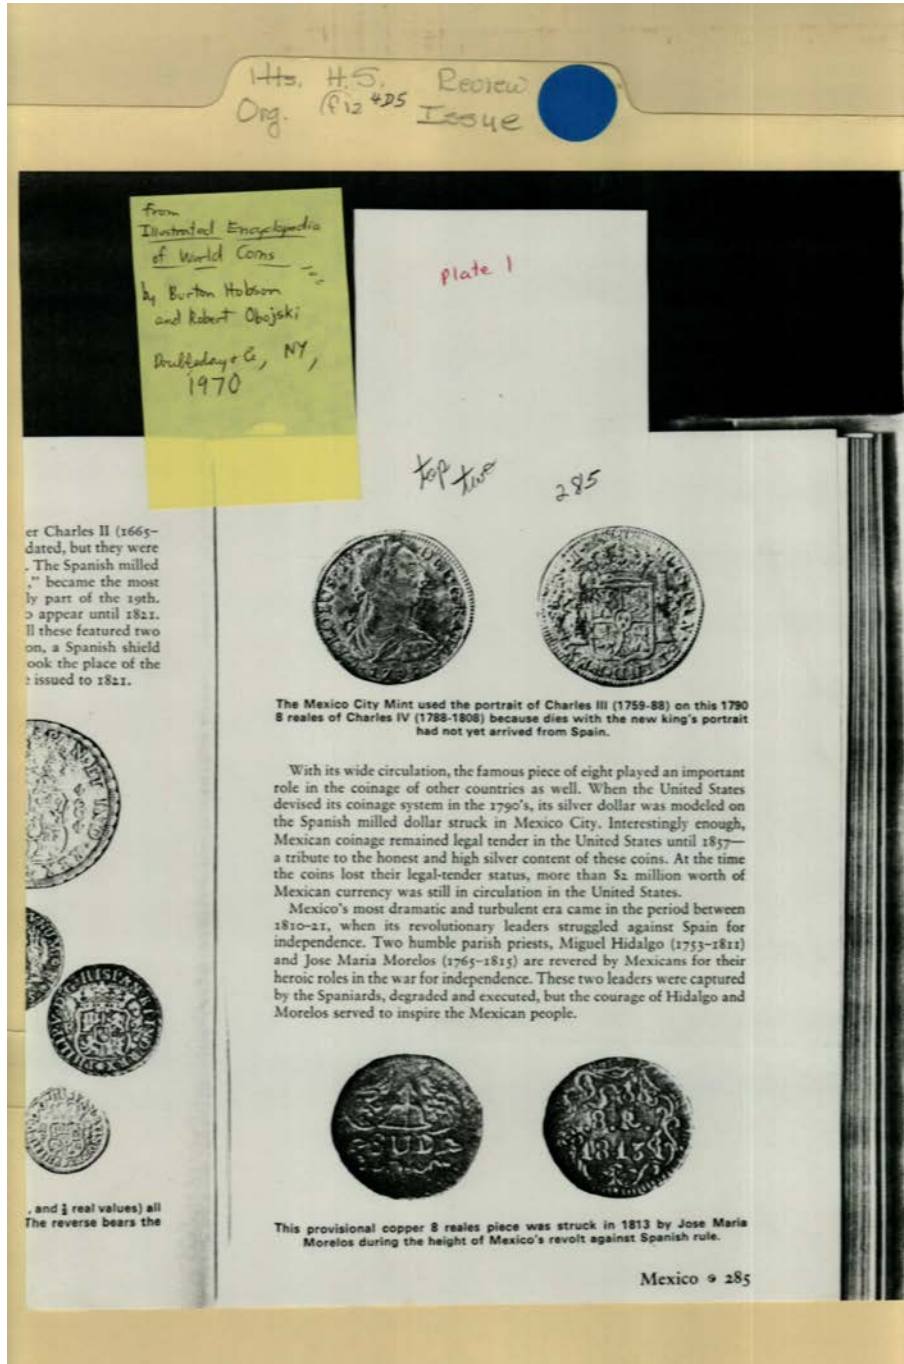 Hts. H.S. Review
Org. (f12 4D5 Issue
from
Illustrated Encyclopedia
of World Coins
by Burton Hobson
and Robert Obojski
Doubleday & Co, NY,
1970
Plate 1
top two
285
er Charles II (1665–
dated, but they were
. The Spanish milled
," became the most
ly part of the 19th.
o appear until 1821.
ll these featured two
on, a Spanish shield
ook the place of the
e issued to 1821.
, and ½ real values) all
The reverse bears the
The Mexico City Mint used the portrait of Charles III (1759-88) on this 1790
8 reales of Charles IV (1788-1808) because dies with the new king's portrait
had not yet arrived from Spain.
With its wide circulation, the famous piece of eight played an important
role in the coinage of other countries as well. When the United States
devised its coinage system in the 1790's, its silver dollar was modeled on
the Spanish milled dollar struck in Mexico City. Interestingly enough,
Mexican coinage remained legal tender in the United States until 1857—
a tribute to the honest and high silver content of these coins. At the time
the coins lost their legal-tender status, more than $2 million worth of
Mexican currency was still in circulation in the United States.
Mexico's most dramatic and turbulent era came in the period between
1810–21, when its revolutionary leaders struggled against Spain for
independence. Two humble parish priests, Miguel Hidalgo (1753–1811)
and Jose Maria Morelos (1765–1815) are revered by Mexicans for their
heroic roles in the war for independence. These two leaders were captured
by the Spaniards, degraded and executed, but the courage of Hidalgo and
Morelos served to inspire the Mexican people.
SUD
8.R.
1813
This provisional copper 8 reales piece was struck in 1813 by Jose Maria
Morelos during the height of Mexico's revolt against Spanish rule.
Mexico 285